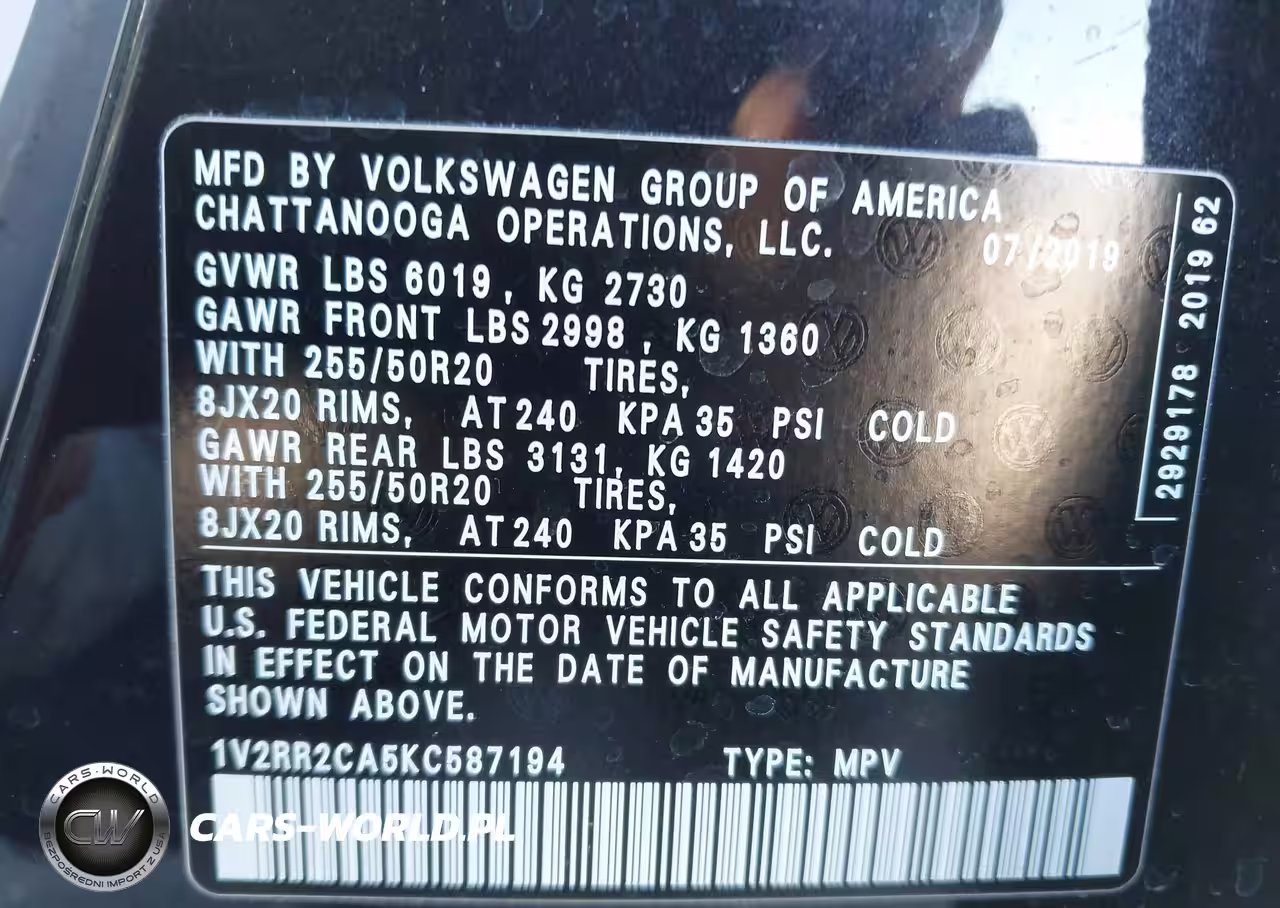 MFD BY VOLKSWAGEN GROUP OF AMERICA
CHATTANOOGA OPERATIONS, LLC.
07/2019
GVWR LBS 6019, KG 2730
GAWR FRONT LBS 2998, KG 1360
WITH 255/50R20 TIRES,
8JX20 RIMS, AT 240 KPA 35 PSI COLD
GAWR REAR LBS 3131, KG 1420
WITH 255/50R20 TIRES,
8JX20 RIMS, AT 240 KPA 35 PSI COLD
2929178 2019 62
THIS VEHICLE CONFORMS TO ALL APPLICABLE
U.S. FEDERAL MOTOR VEHICLE SAFETY STANDARDS
IN EFFECT ON THE DATE OF MANUFACTURE
SHOWN ABOVE.
1V2RR2CA5KC587194 TYPE: MPV
CARS-WORLD
CW
BEZPOŚREDNI IMPORT Z USA
CARS-WORLD.PL